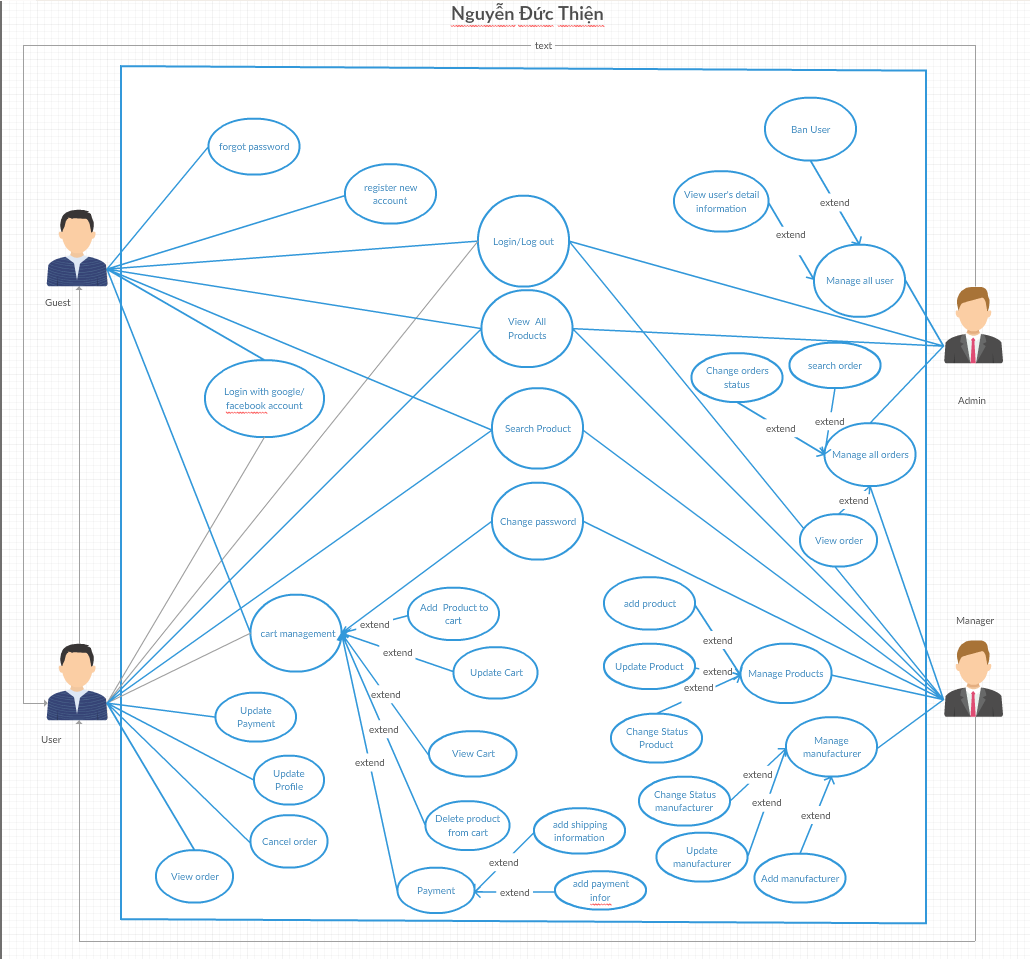 Nguyễn Đức Thiện
text
Ban User
forgot password
extend
register new
account
View user's detail
information
extend
Login/Log out
Manage all user
Guest
View  All
Products
Admin
Change orders
status
search order
Login with google/
facebook account
extend
extend
Search Product
Manage all orders
extend
Change password
View order
Manager
Add  Product to
cart
add product
extend
cart management
extend
extend
Update Cart
Update Product
extend
Manage Products
extend
extend
Update
Payment
extend
Change Status
Product
User
View Cart
Manage
manufacturer
extend
extend
Update
Profile
Change Status
manufacturer
extend
extend
Delete product
from cart
add shipping
information
Cancel order
Update
manufacturer
extend
View order
Payment
extend
add payment
infor
Add manufacturer